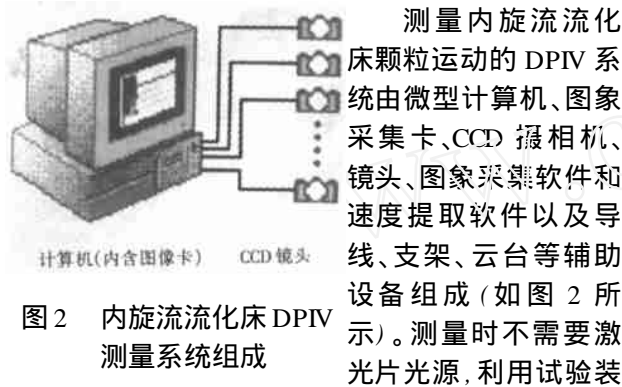 计算机(内含图像卡)
CCD 镜头
图 2 内旋流流化床 DPIV
测量系统组成
测量内旋流流化
床颗粒运动的 DPIV 系
统由微型计算机、图象
采集卡、CCD 摄相机、
镜头、图象采集软件和
速度提取软件以及导
线、支架、云台等辅助
设备组成(如图 2 所
示)。测量时不需要激
光片光源,利用试验装